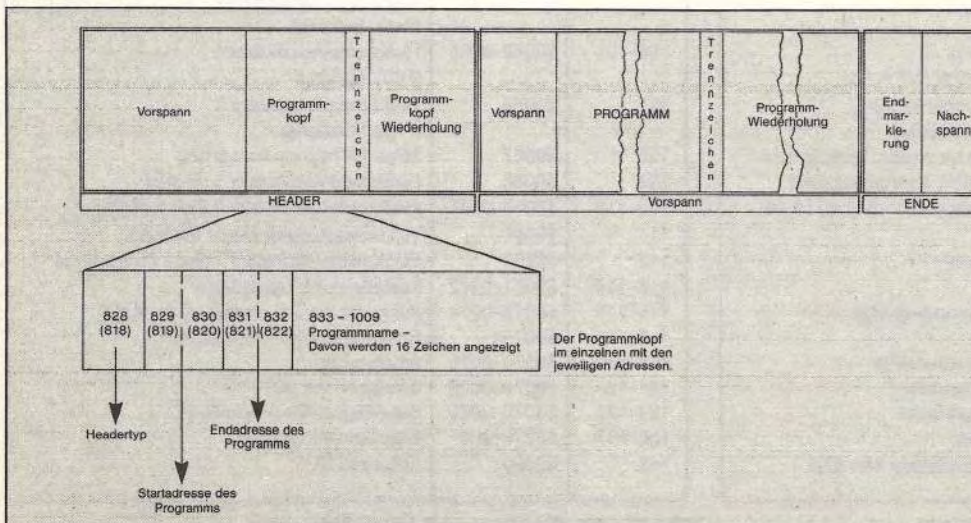 Vorspann
Programm-
kopf
Trennzeichen
Programm-
kopf
Wiederholung
Vorspann
PROGRAMM
Trennzeichen
Programm-
Wiederholung
End-
mar-
kie-
rung
Nach-
spann
HEADER
Vorspann
ENDE
828 829 830 831 832
(818) (819) (820) (821) (822)
833 – 1009
Programmname –
Davon werden 16 Zeichen angezeigt
Der Programmkopf
im einzelnen mit den
jeweiligen Adressen.
Headertyp
Endadresse des
Programms
Startadresse des
Programms